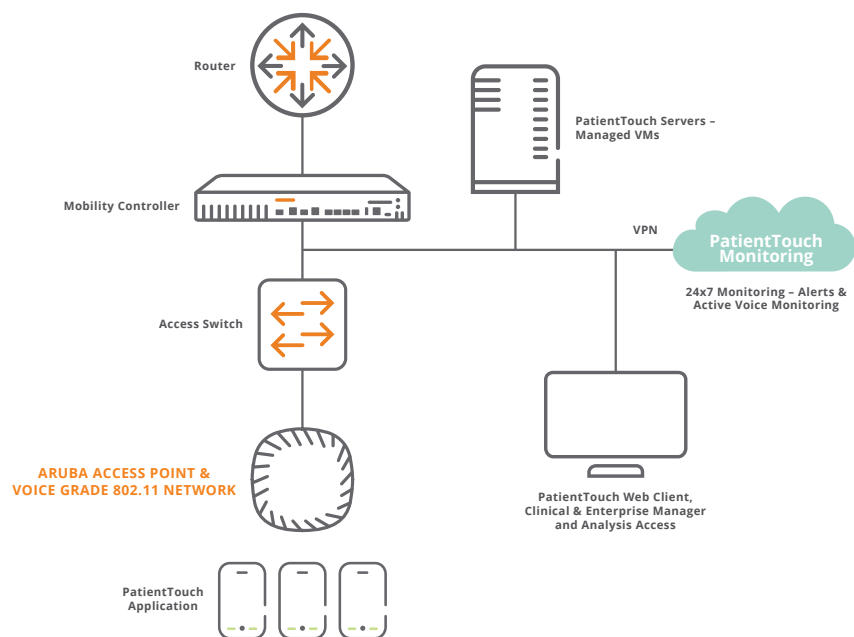 Router
PatientTouch Servers –
Managed VMs
Mobility Controller
VPN
PatientTouch
Monitoring
24x7 Monitoring – Alerts &
Active Voice Monitoring
Access Switch
ARUBA ACCESS POINT &
VOICE GRADE 802.11 NETWORK
PatientTouch Web Client,
Clinical & Enterprise Manager
and Analysis Access
PatientTouch
Application